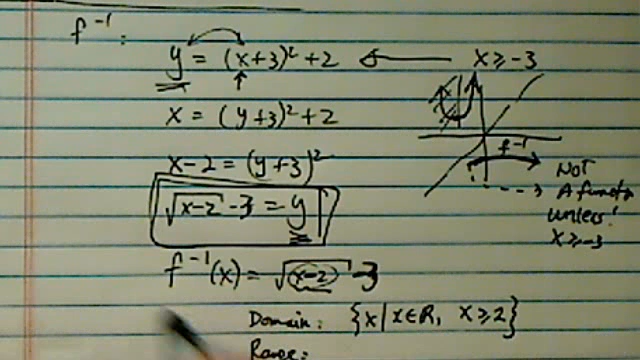 f⁻¹:
y = (x+3)² + 2
x ≥ -3
x = (y+3)² + 2
x-2 = (y+3)²
√(x-2) - 3 = y
f⁻¹
-3
NOT
A
unless!
x ≥ -3
f⁻¹(x) = √(x-2) - 3
Domain: {x | x ∈ R, x ≥ 2}
Range: